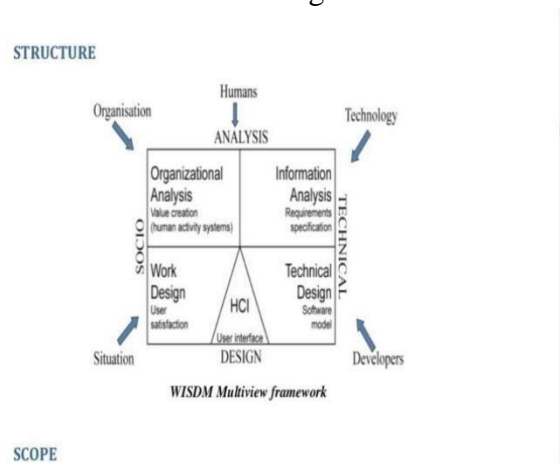 STRUCTURE
Humans
Organisation
Technology
ANALYSIS
Organizational
Analysis
Value creation
(human activity systems)
Information
Analysis
Requirements
specification
SOCIO
TECHNICAL
Work
Design
User
satisfaction
HCI
User interface
Technical
Design
Software
model
Situation
DESIGN
Developers
WISDM Multiview framework
SCOPE